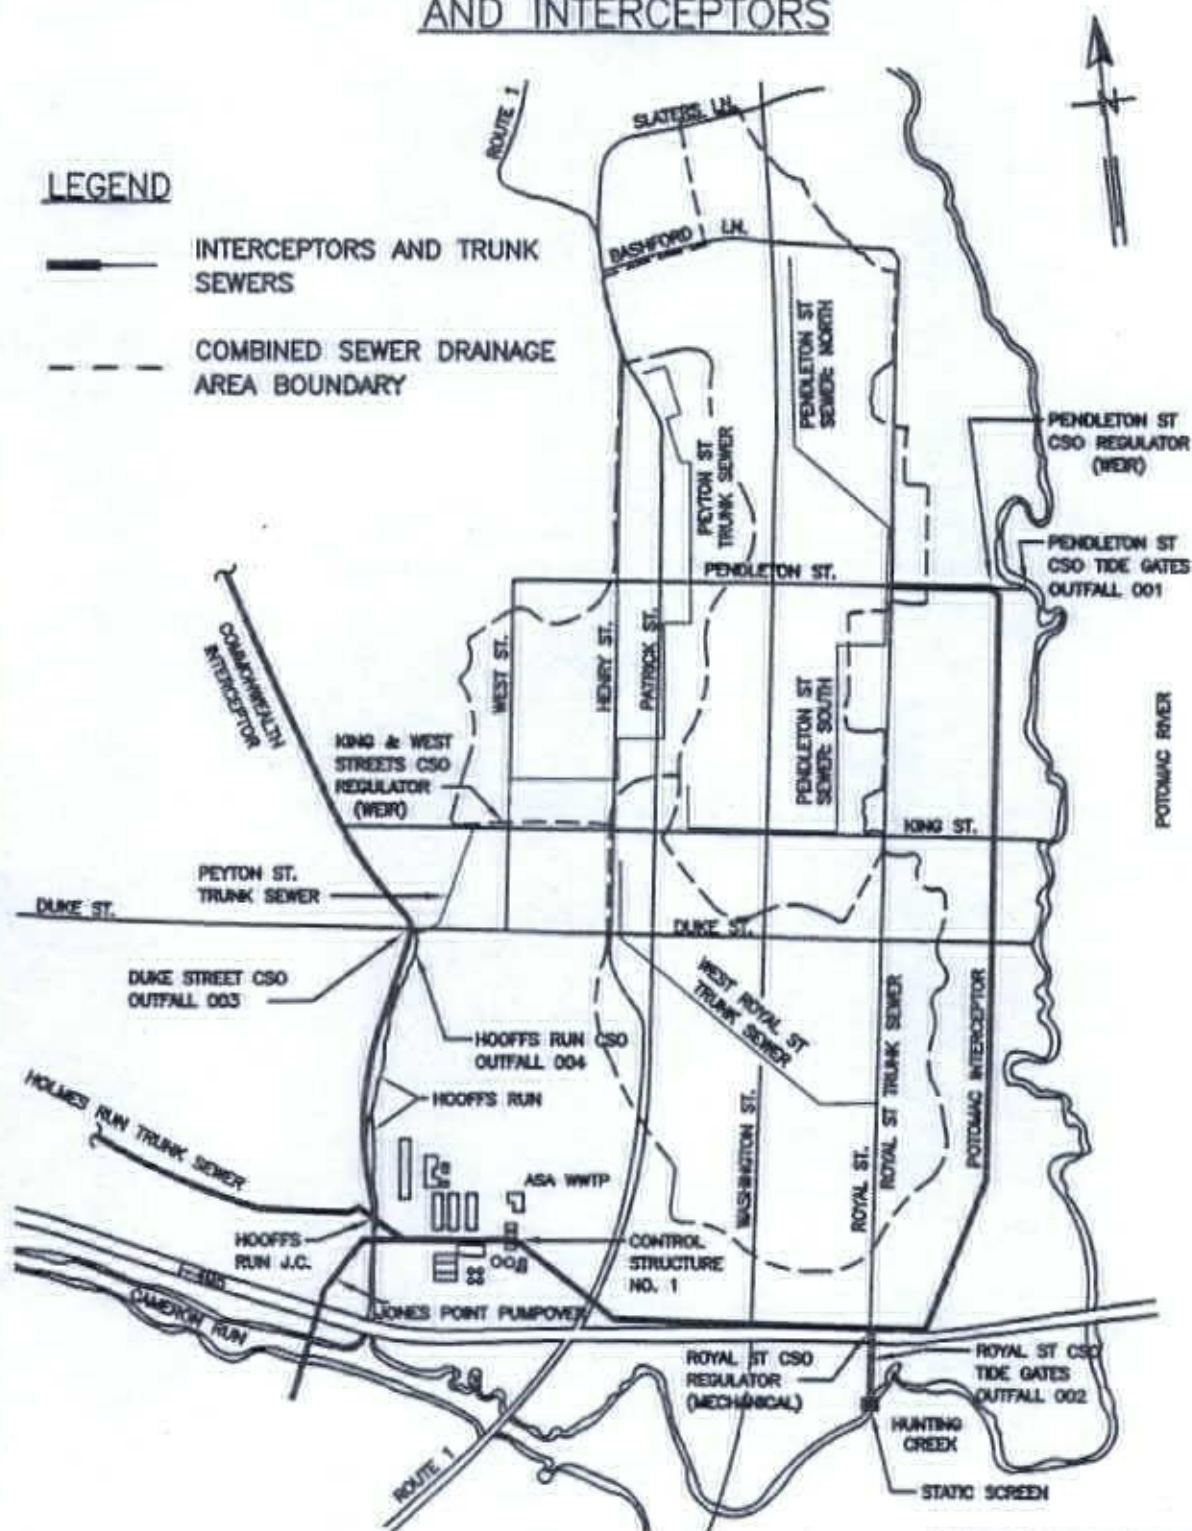 AND INTERCEPTORS
N
ROUTE 1
SLATERS LN.
LEGEND
INTERCEPTORS AND TRUNK
SEWERS
BASHFORD LN.
COMBINED SEWER DRAINAGE
AREA BOUNDARY
PENDLETON ST
SEWER: NORTH
PENDLETON ST
CSO REGULATOR
(WEIR)
PEYTON ST
TRUNK SEWER
PENDLETON ST
CSO TIDE GATES
OUTFALL 001
PENDLETON ST.
COMMONWEALTH
INTERCEPTOR
WEST ST.
HENRY ST.
PATRICK ST.
PENDLETON ST
SEWER: SOUTH
POTOMAC RIVER
KING & WEST
STREETS CSO
REGULATOR
(WEIR)
KING ST.
PEYTON ST.
TRUNK SEWER
DUKE ST.
DUKE ST.
DUKE STREET CSO
OUTFALL 003
WEST ROYAL ST
TRUNK SEWER
HOOFFS RUN CSO
OUTFALL 004
HOOFFS RUN
HOLMES RUN TRUNK SEWER
WASHINGTON ST.
ROYAL ST.
ROYAL ST TRUNK SEWER
POTOMAC INTERCEPTOR
ASA WWTP
HOOFFS
RUN J.C.
CONTROL
STRUCTURE
NO. 1
I-495
CAMERON RUN
JONES POINT PUMPOVER
ROYAL ST CSO
REGULATOR
(MECHANICAL)
ROYAL ST CSO
TIDE GATES
OUTFALL 002
HUNTING
CREEK
ROUTE 1
STATIC SCREEN